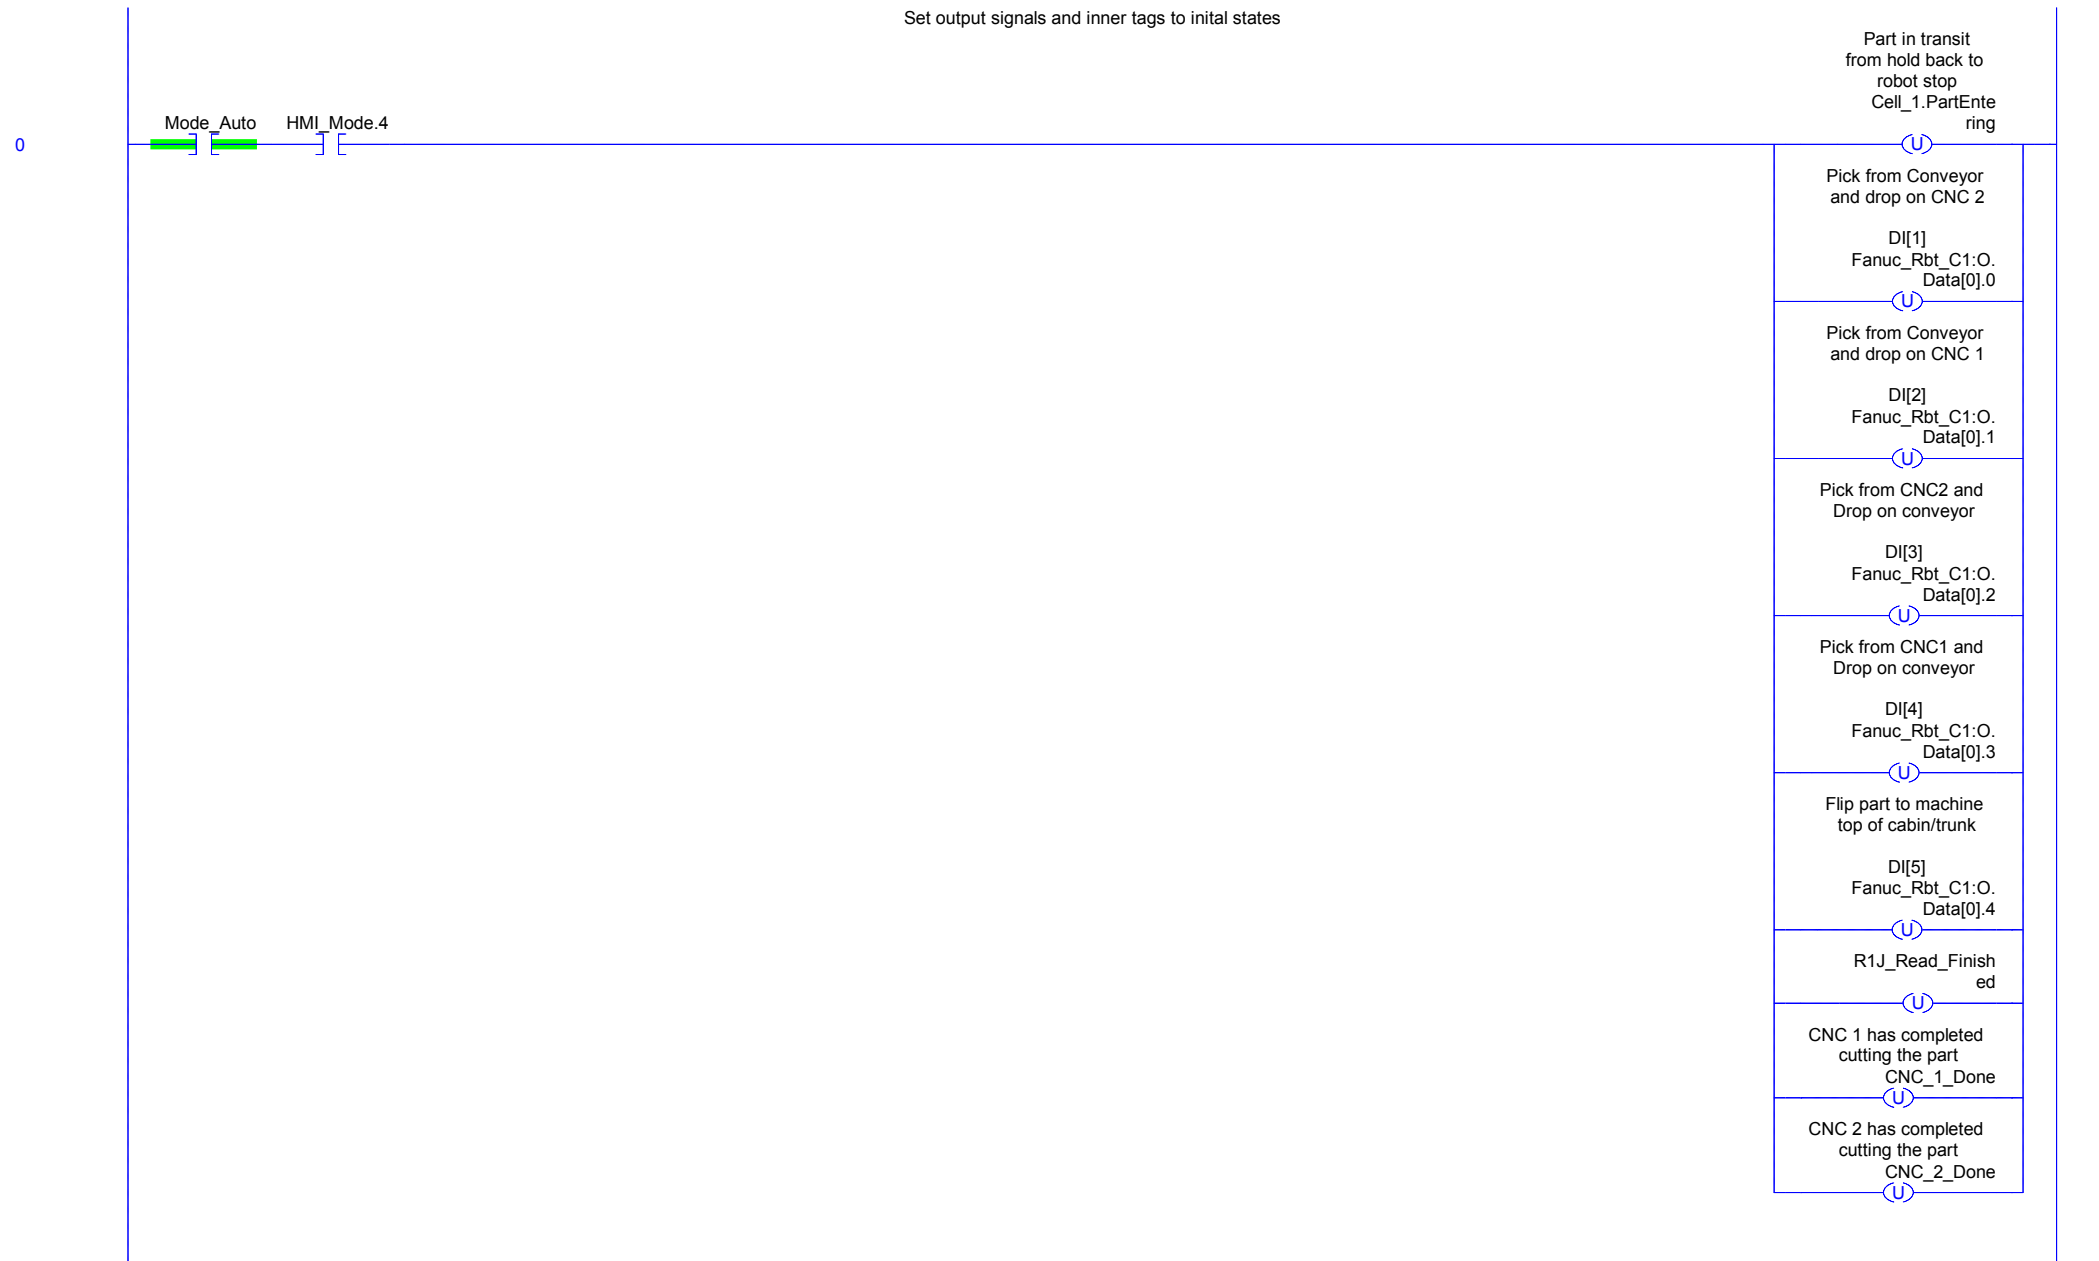 Set output signals and inner tags to inital states
Part in transit
from hold back to
robot stop
Cell_1.PartEnte
ring
Mode_Auto HMI_Mode.4
0
U
Pick from Conveyor
and drop on CNC 2
DI[1]
Fanuc_Rbt_C1:O.
Data[0].0
U
Pick from Conveyor
and drop on CNC 1
DI[2]
Fanuc_Rbt_C1:O.
Data[0].1
U
Pick from CNC2 and
Drop on conveyor
DI[3]
Fanuc_Rbt_C1:O.
Data[0].2
U
Pick from CNC1 and
Drop on conveyor
DI[4]
Fanuc_Rbt_C1:O.
Data[0].3
U
Flip part to machine
top of cabin/trunk
DI[5]
Fanuc_Rbt_C1:O.
Data[0].4
U
R1J_Read_Finish
ed
U
CNC 1 has completed
cutting the part
CNC_1_Done
U
CNC 2 has completed
cutting the part
CNC_2_Done
U